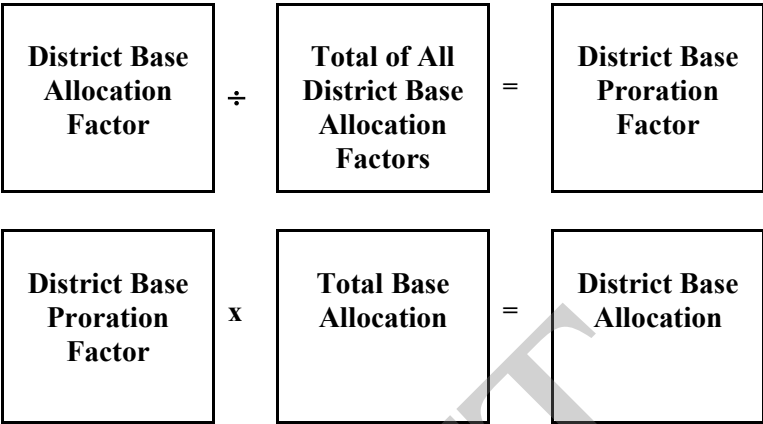 District Base
Allocation
Factor
÷
Total of All
District Base
Allocation
Factors
=
District Base
Proration
Factor
District Base
Proration
Factor
x
Total Base
Allocation
=
District Base
Allocation